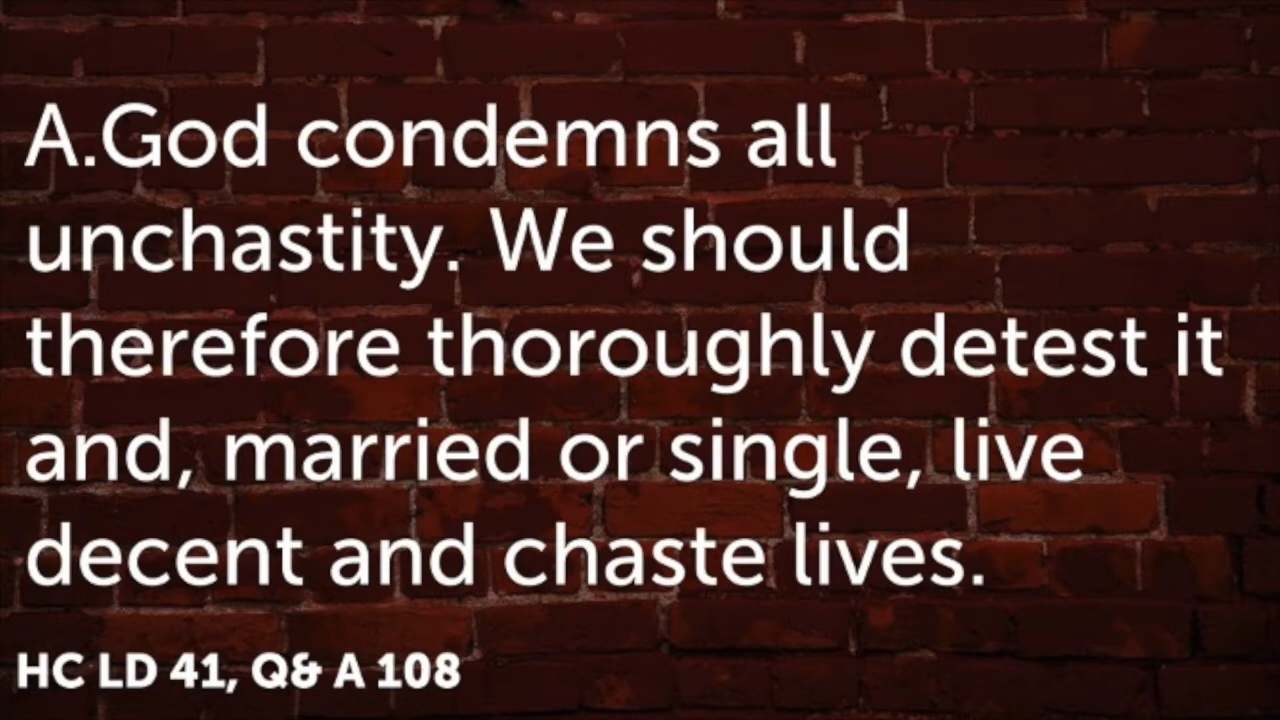 A.God condemns all
unchastity. We should
therefore thoroughly detest it
and, married or single, live
decent and chaste lives.
HC LD 41, Q& A 108